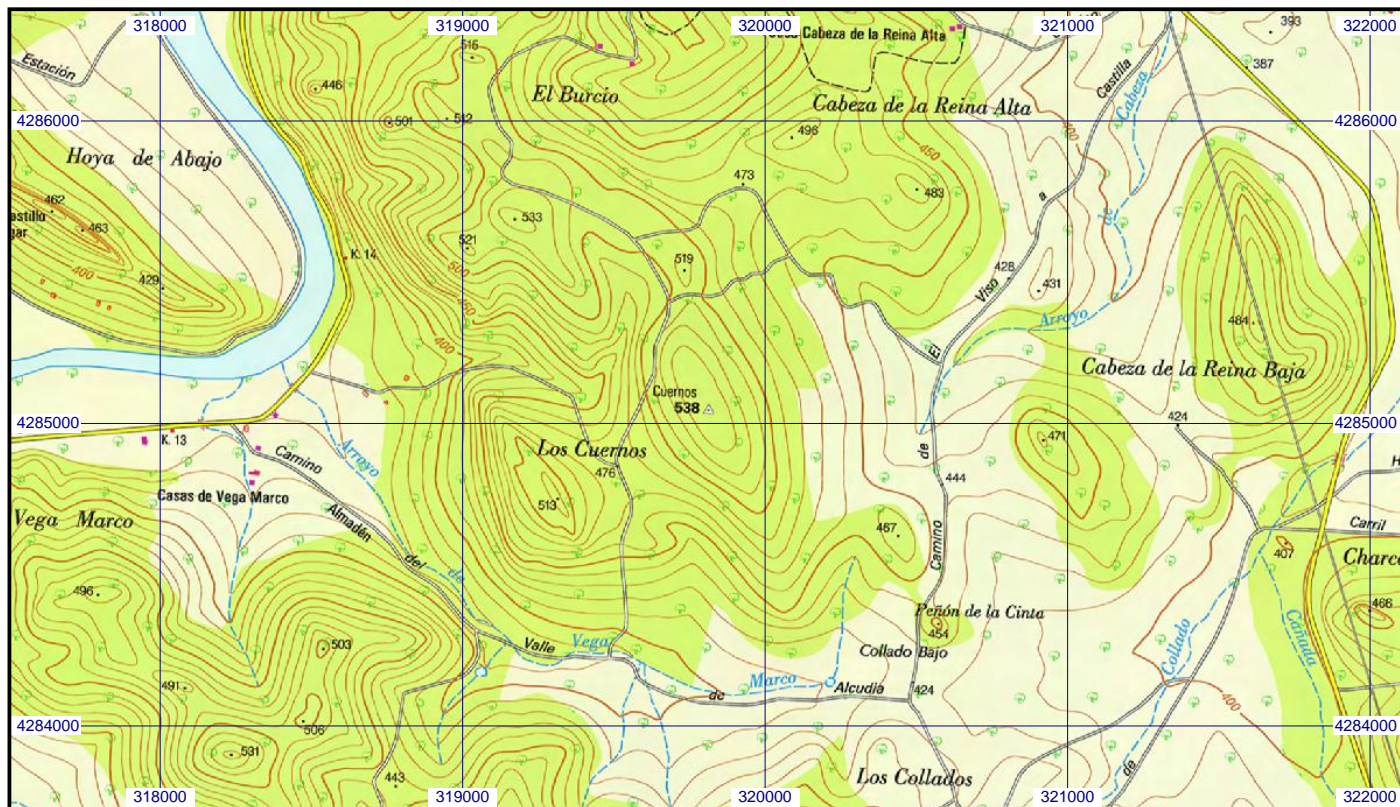 318000
319000
320000
321000
322000
Estación
515
Casa Cabeza de la Reina Alta
393
387
446
El Burcio
Cabeza de la Reina Alta
Castilla
Cabeza
4286000
501
512
496
400
4286000
Hoya de Abajo
450
473
483
a
de
462
463
533
521
519
K. 14
400
429
500
450
400
428
431
Viso
Arroyo
El
484
Cabeza de la Reina Baja
Cuernos
538
4285000
424
4285000
K. 13
Arroyo
Camino
Los Cuernos
476
de
471
H
Casas de Vega Marco
513
444
Vega Marco
Almadén
467
Carril
407
Camino
del
de
496
Peñón de la Cinta
454
466
Cañada
Collado
503
Valle
Vega
Collado Bajo
491
de
Marco
Alcudia
424
400
4284000
506
4284000
531
443
Los Collados
de
318000
319000
320000
321000
322000